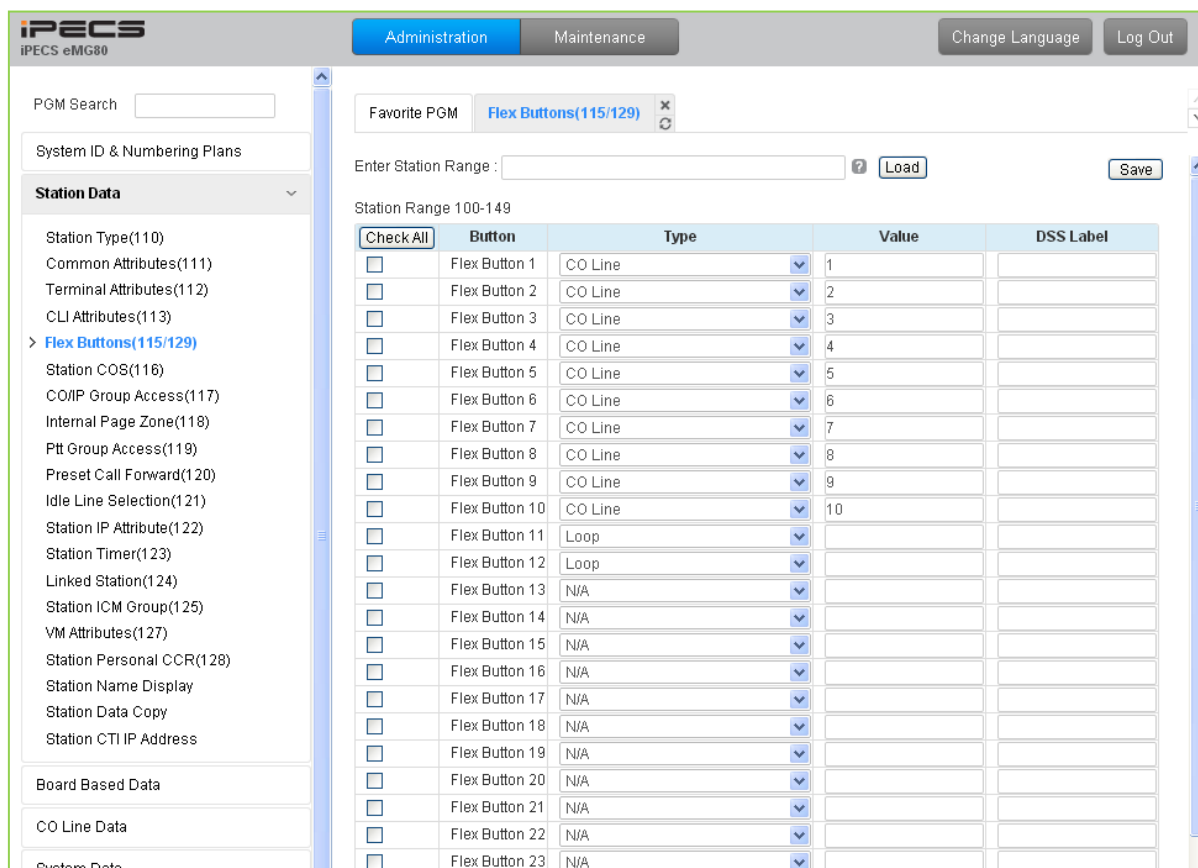 iPECS
iPECS eMG80
Administration
Maintenance
Change Language
Log Out
PGM Search
System ID & Numbering Plans
Station Data
Station Type(110)
Common Attributes(111)
Terminal Attributes(112)
CLI Attributes(113)
> Flex Buttons(115/129)
Station COS(116)
CO/IP Group Access(117)
Internal Page Zone(118)
Ptt Group Access(119)
Preset Call Forward(120)
Idle Line Selection(121)
Station IP Attribute(122)
Station Timer(123)
Linked Station(124)
Station ICM Group(125)
VM Attributes(127)
Station Personal CCR(128)
Station Name Display
Station Data Copy
Station CTI IP Address
Board Based Data
CO Line Data
System Data
Favorite PGM
Flex Buttons(115/129)
Enter Station Range :
?
Load
Save
Station Range 100-149
Check All Button Type Value DSS Label
Flex Button 1 CO Line 1
Flex Button 2 CO Line 2
Flex Button 3 CO Line 3
Flex Button 4 CO Line 4
Flex Button 5 CO Line 5
Flex Button 6 CO Line 6
Flex Button 7 CO Line 7
Flex Button 8 CO Line 8
Flex Button 9 CO Line 9
Flex Button 10 CO Line 10
Flex Button 11 Loop
Flex Button 12 Loop
Flex Button 13 N/A
Flex Button 14 N/A
Flex Button 15 N/A
Flex Button 16 N/A
Flex Button 17 N/A
Flex Button 18 N/A
Flex Button 19 N/A
Flex Button 20 N/A
Flex Button 21 N/A
Flex Button 22 N/A
Flex Button 23 N/A